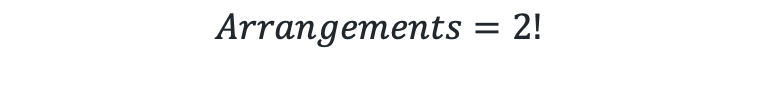 Arrangements = 2!